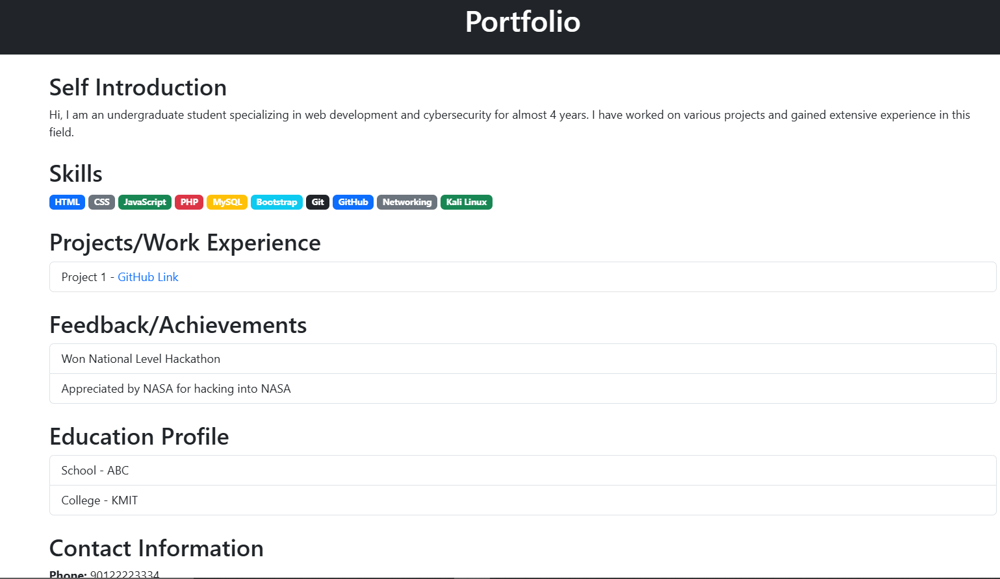 Portfolio
Self Introduction
Hi, I am an undergraduate student specializing in web development and cybersecurity for almost 4 years. I have worked on various projects and gained extensive experience in this
field.
Skills
HTML CSS JavaScript PHP MySQL Bootstrap Git GitHub Networking Kali Linux
Projects/Work Experience
Project 1 - GitHub Link
Feedback/Achievements
Won National Level Hackathon
Appreciated by NASA for hacking into NASA
Education Profile
School - ABC
College - KMIT
Contact Information
Phone: 90122223334